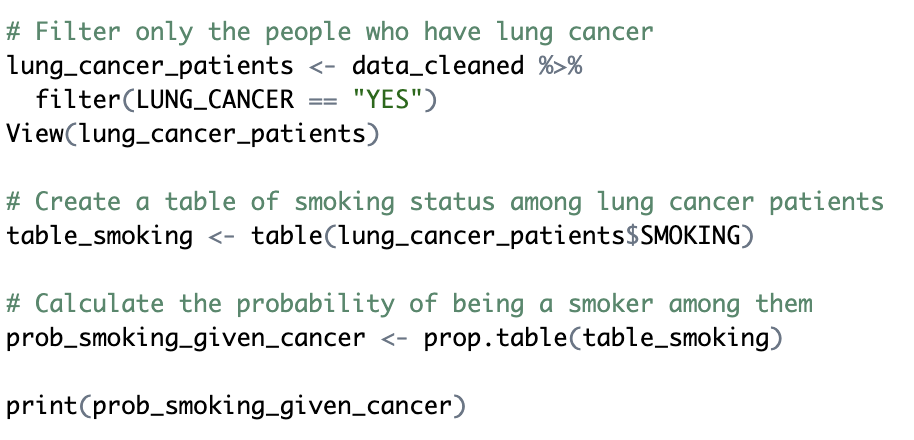 # Filter only the people who have lung cancer
lung_cancer_patients <- data_cleaned %>%
  filter(LUNG_CANCER == "YES")
View(lung_cancer_patients)

# Create a table of smoking status among lung cancer patients
table_smoking <- table(lung_cancer_patients$SMOKING)

# Calculate the probability of being a smoker among them
prob_smoking_given_cancer <- prop.table(table_smoking)

print(prob_smoking_given_cancer)